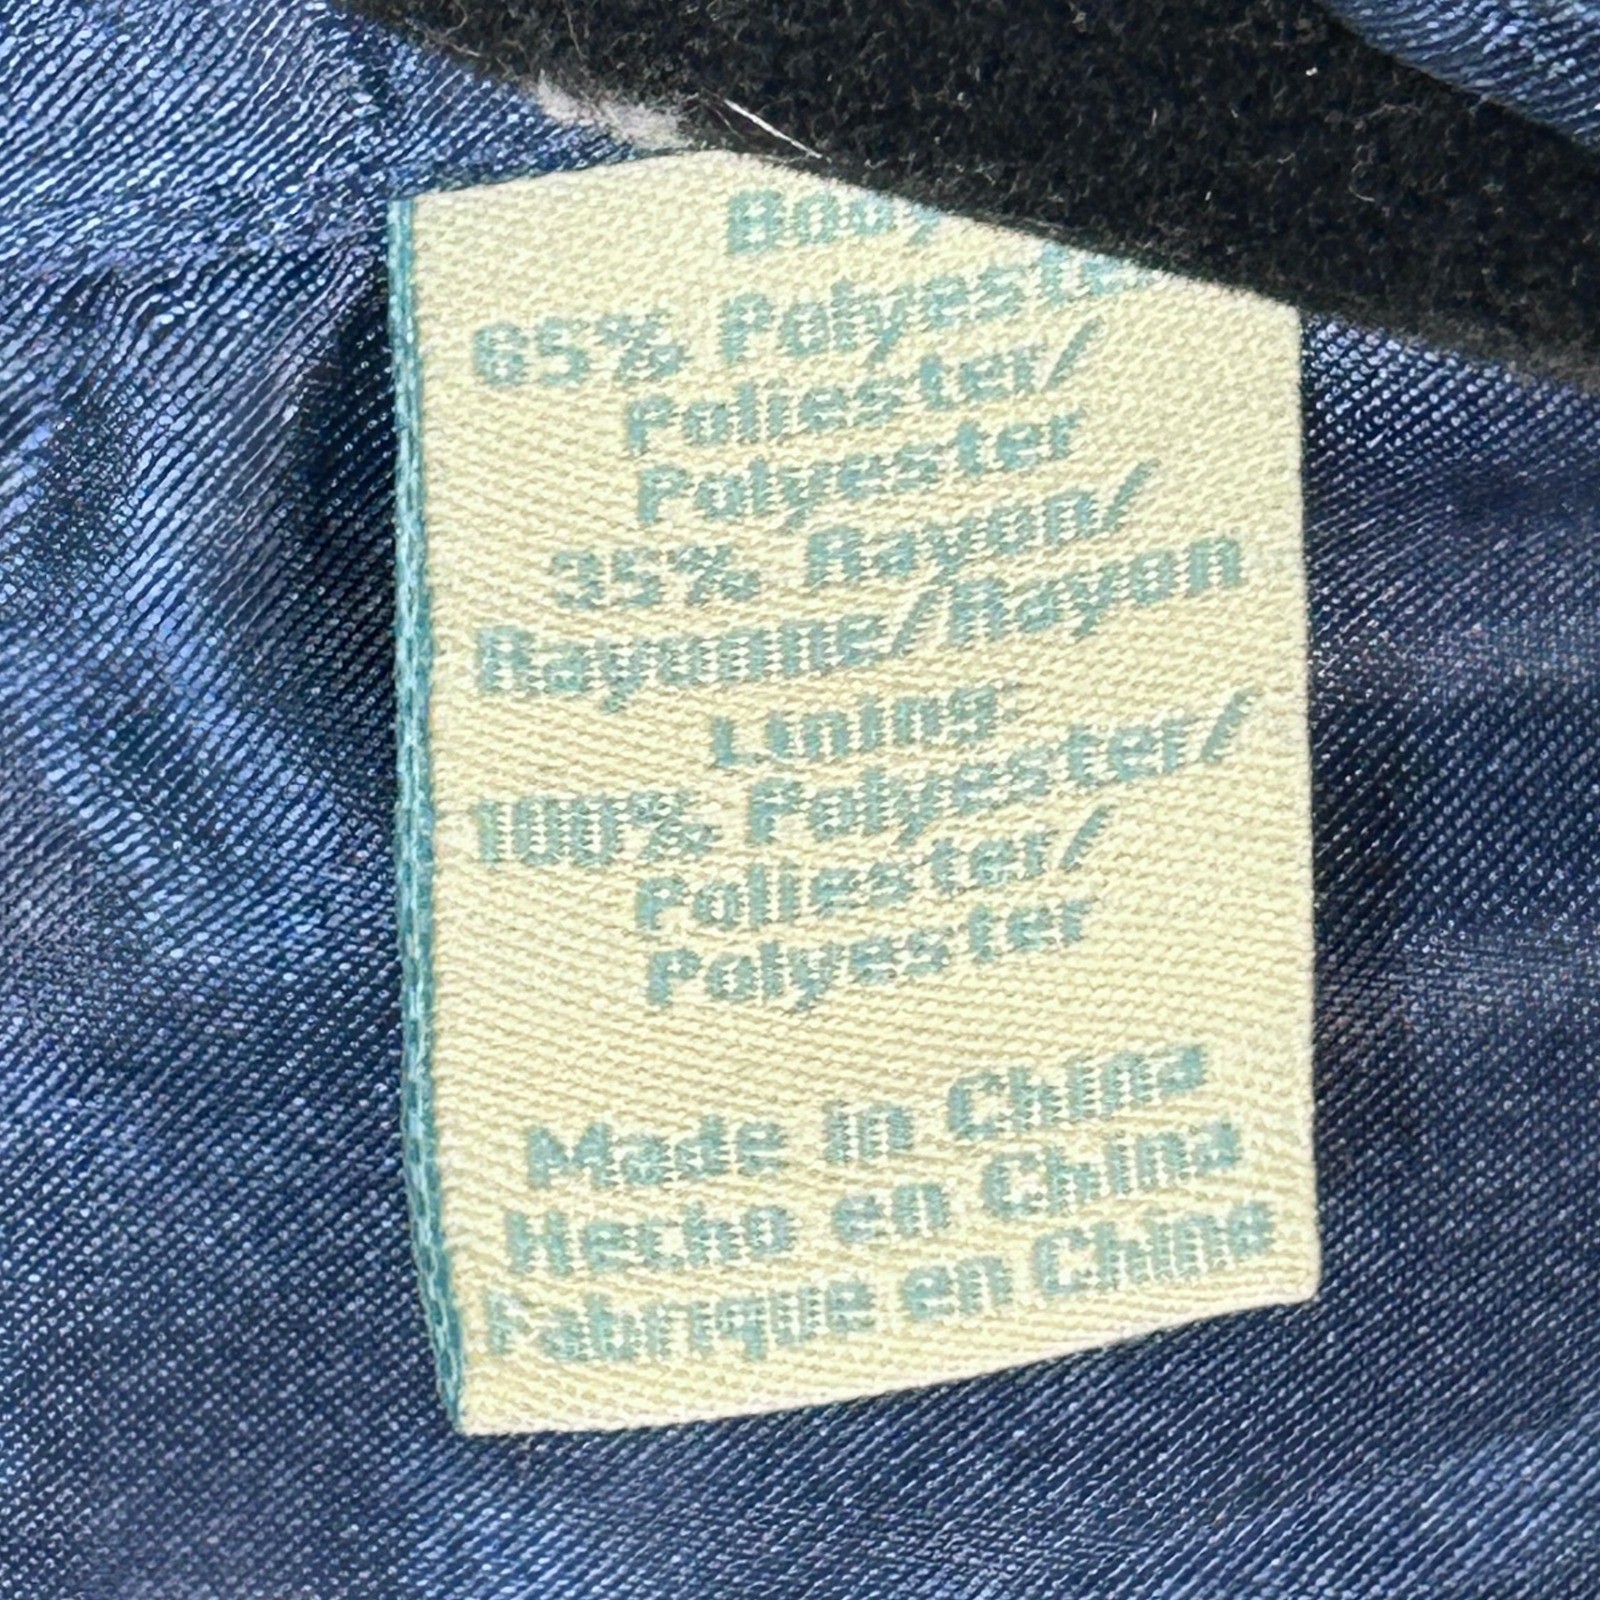 Body
65% Polyester
Poliester/
Polyester
35% Rayon/
Rayonne/Rayon
Lining
100% Polyester/
Poliester/
Polyester
Made in China
Hecho en China
Fabrique en Chine